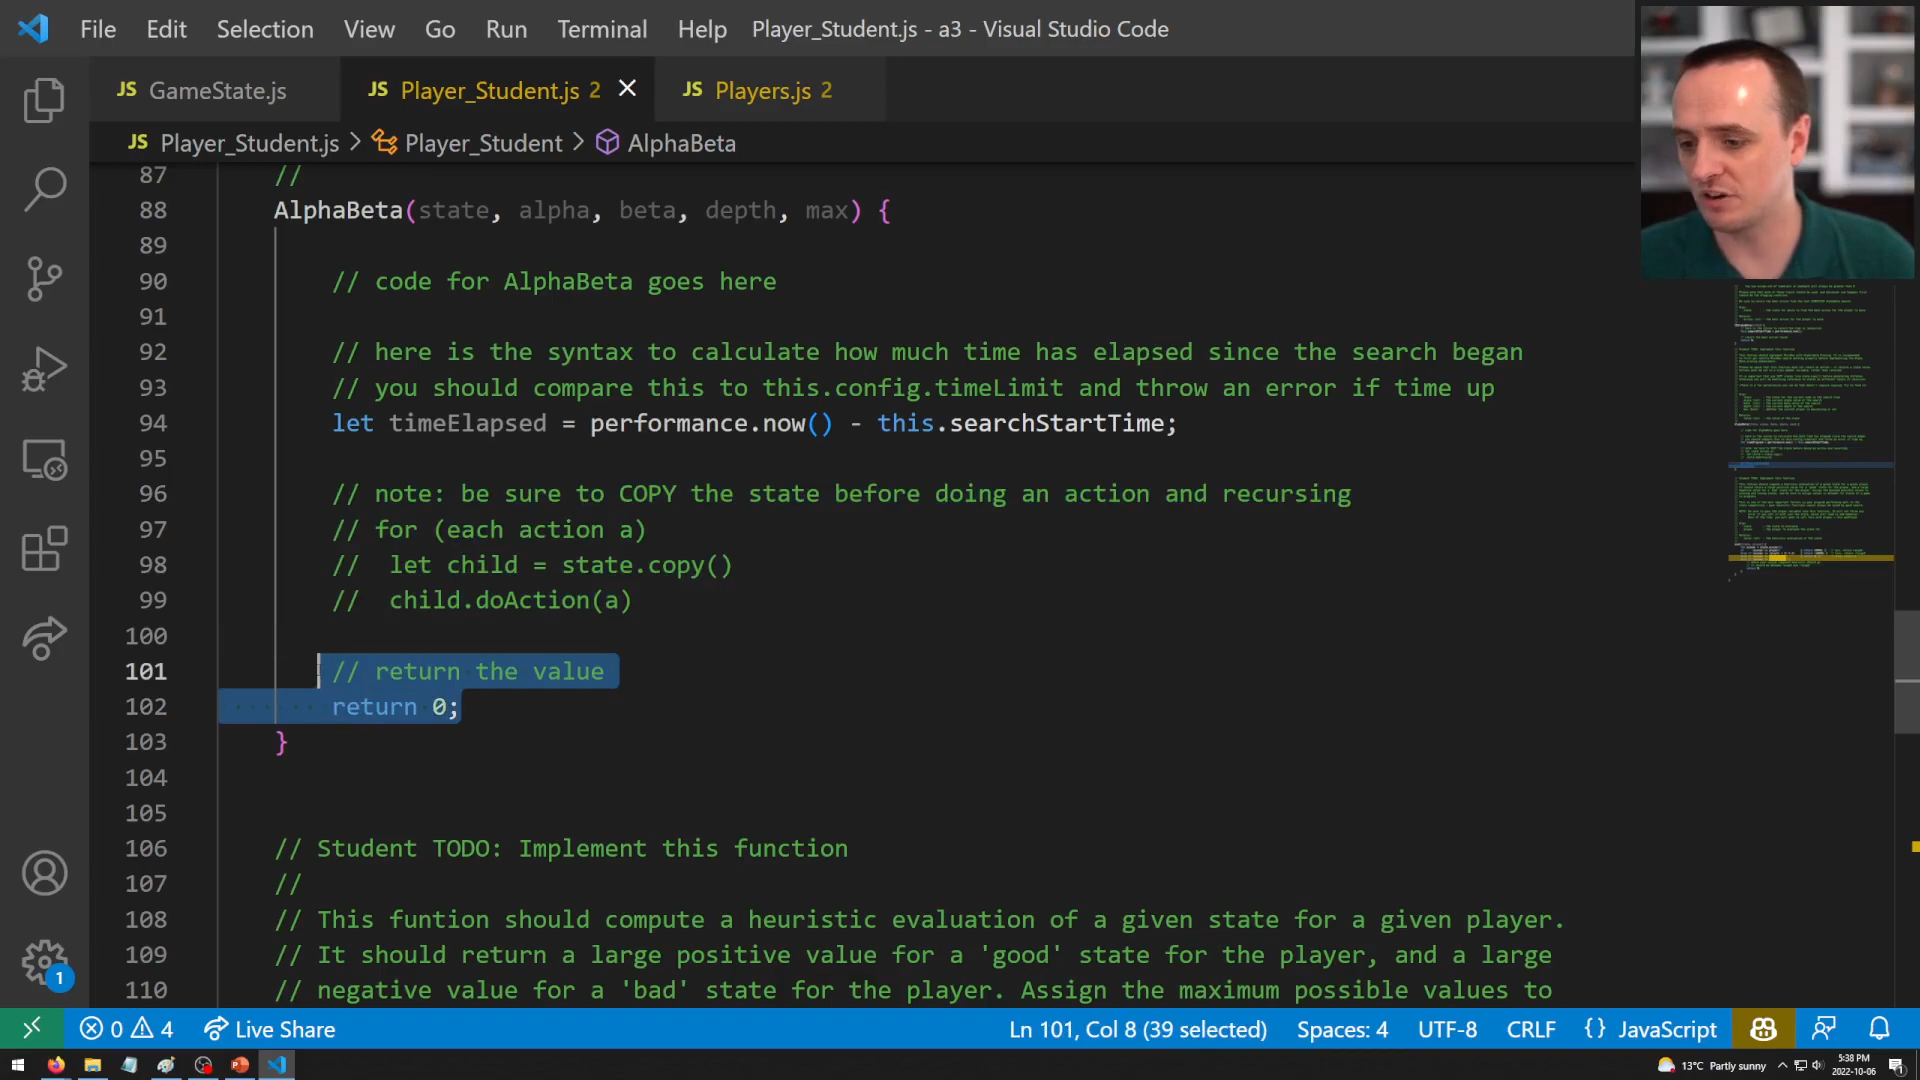 File Edit Selection View Go Run Terminal Help Player_Student.js - a3 - Visual Studio Code
JS GameState.js JS Player_Student.js 2 JS Players.js 2
JS Player_Student.js > Player_Student > AlphaBeta
87 //
88 AlphaBeta(state, alpha, beta, depth, max) {
89
90 // code for AlphaBeta goes here
91
92 // here is the syntax to calculate how much time has elapsed since the search began
93 // you should compare this to this.config.timeLimit and throw an error if time up
94 let timeElapsed = performance.now() - this.searchStartTime;
95
96 // note: be sure to COPY the state before doing an action and recursing
97 // for (each action a)
98 // let child = state.copy()
99 // child.doAction(a)
100
101 // return the value
102 return 0;
103 }
104
105
106 // Student TODO: Implement this function
107 //
108 // This funtion should compute a heuristic evaluation of a given state for a given player.
109 // It should return a large positive value for a 'good' state for the player, and a large
110 // negative value for a 'bad' state for the player. Assign the maximum possible values to
1
0 4 Live Share Ln 101, Col 8 (39 selected) Spaces: 4 UTF-8 CRLF {} JavaScript
13°C Partly sunny 5:38 PM
2022-10-06
1